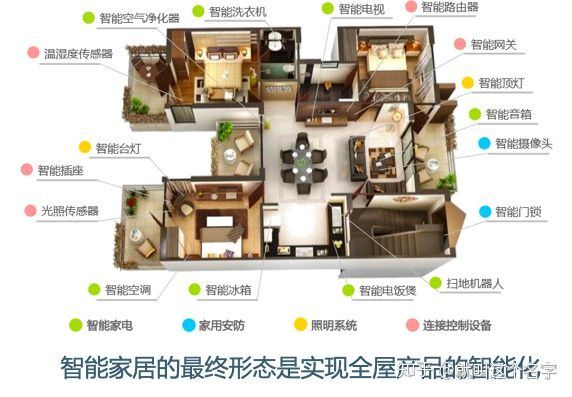 智能空气净化器
智能洗衣机
智能电视
智能路由器
温湿度传感器
智能网关
智能顶灯
智能音箱
智能台灯
智能摄像头
智能插座
光照传感器
智能门锁
智能空调
智能冰箱
智能电饭煲
扫地机器人
智能家电
家用安防
照明系统
连接控制设备
智能家居的最终形态是实现全屋产品的智能化
知乎 @就叫这个名字